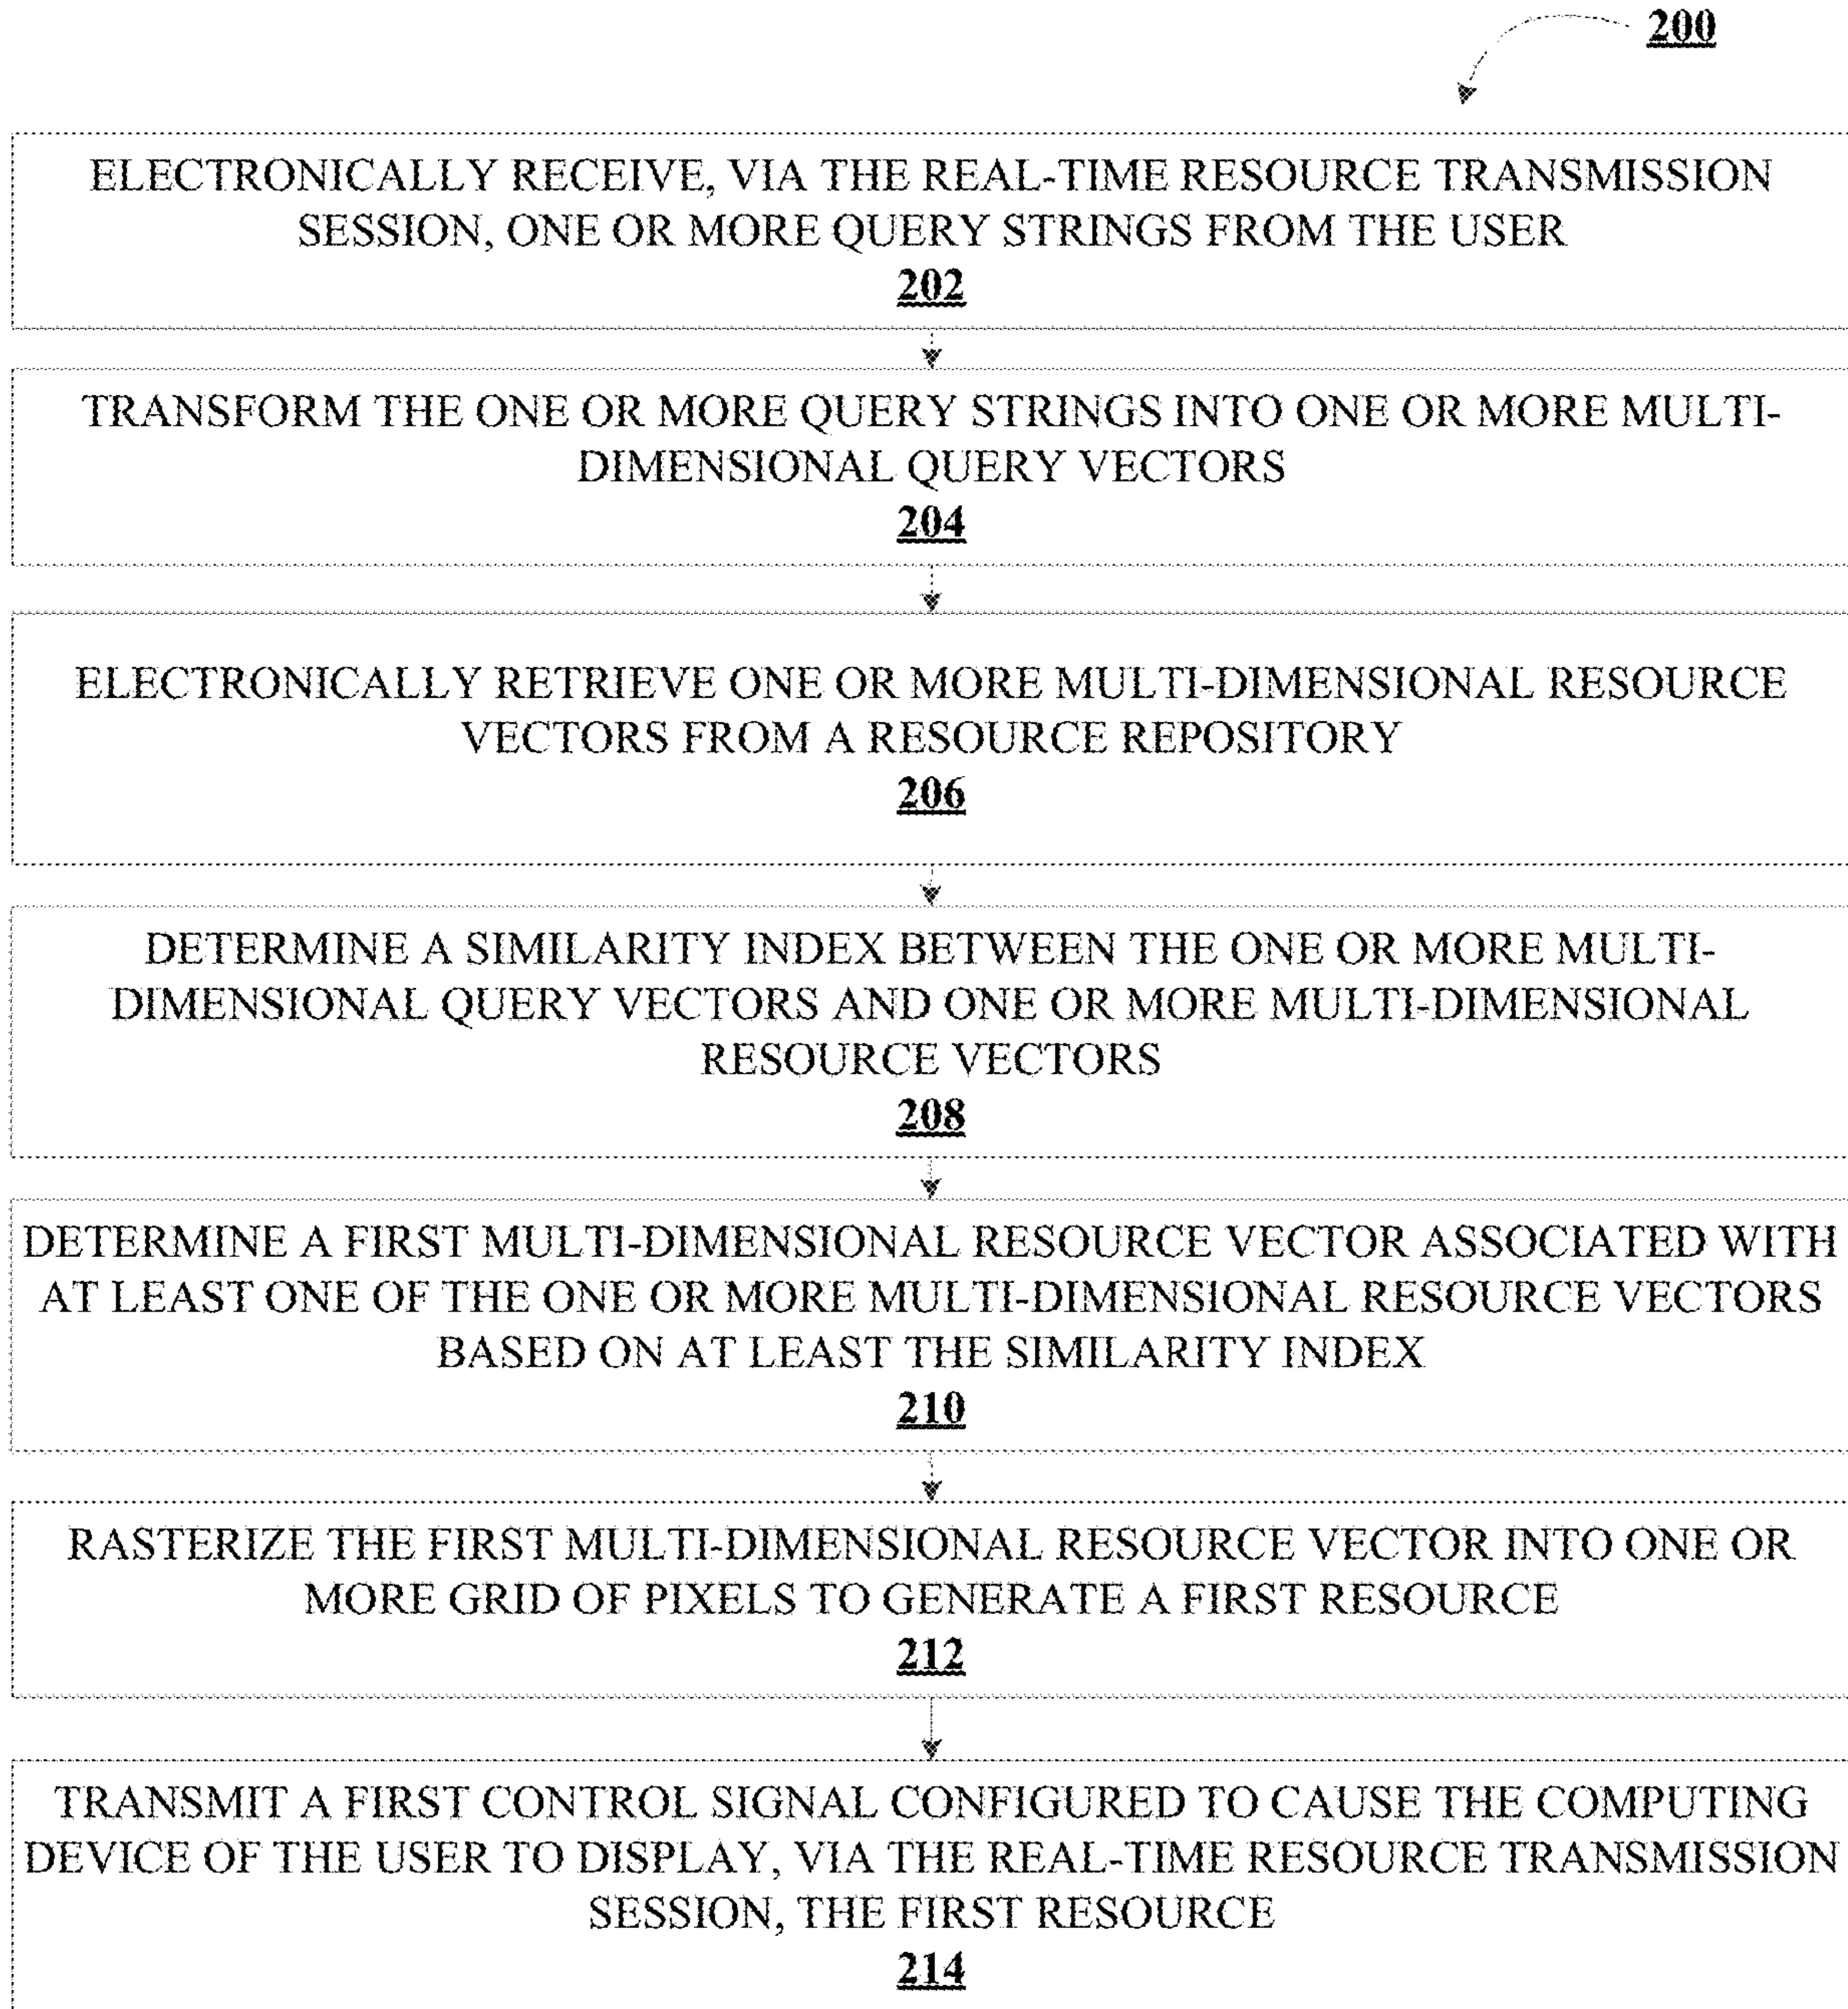 200
ELECTRONICALLY RECEIVE, VIA THE REAL-TIME RESOURCE TRANSMISSION
SESSION, ONE OR MORE QUERY STRINGS FROM THE USER
202
TRANSFORM THE ONE OR MORE QUERY STRINGS INTO ONE OR MORE MULTI-
DIMENSIONAL QUERY VECTORS
204
ELECTRONICALLY RETRIEVE ONE OR MORE MULTI-DIMENSIONAL RESOURCE
VECTORS FROM A RESOURCE REPOSITORY
206
DETERMINE A SIMILARITY INDEX BETWEEN THE ONE OR MORE MULTI-
DIMENSIONAL QUERY VECTORS AND ONE OR MORE MULTI-DIMENSIONAL
RESOURCE VECTORS
208
DETERMINE A FIRST MULTI-DIMENSIONAL RESOURCE VECTOR ASSOCIATED WITH
AT LEAST ONE OF THE ONE OR MORE MULTI-DIMENSIONAL RESOURCE VECTORS
BASED ON AT LEAST THE SIMILARITY INDEX
210
RASTERIZE THE FIRST MULTI-DIMENSIONAL RESOURCE VECTOR INTO ONE OR
MORE GRID OF PIXELS TO GENERATE A FIRST RESOURCE
212
TRANSMIT A FIRST CONTROL SIGNAL CONFIGURED TO CAUSE THE COMPUTING
DEVICE OF THE USER TO DISPLAY, VIA THE REAL-TIME RESOURCE TRANSMISSION
SESSION, THE FIRST RESOURCE
214